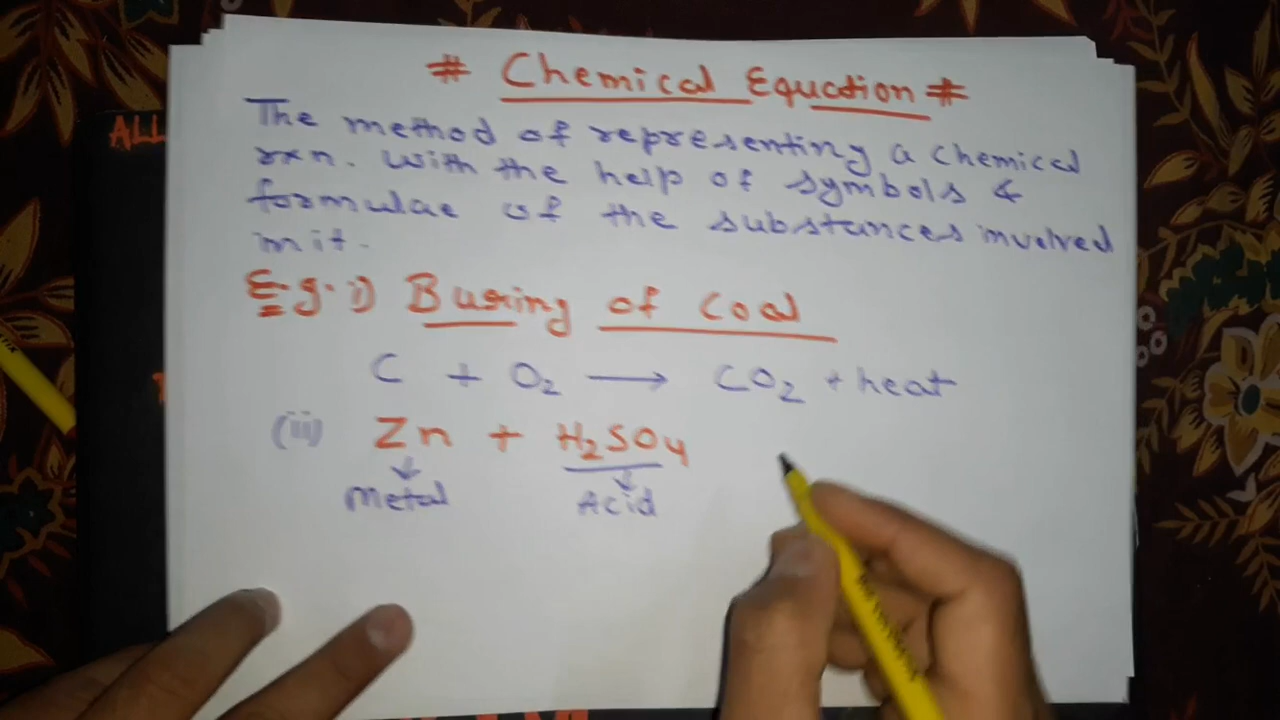 # Chemical Equation #
The method of representing a chemical
rxn. With the help of symbols &
formulae of the substances involved
in it.
E.g. i) Buring of Coal
C + O₂ → CO₂ + heat
(ii) Zn + H₂SO₄
Metal Acid
ALL